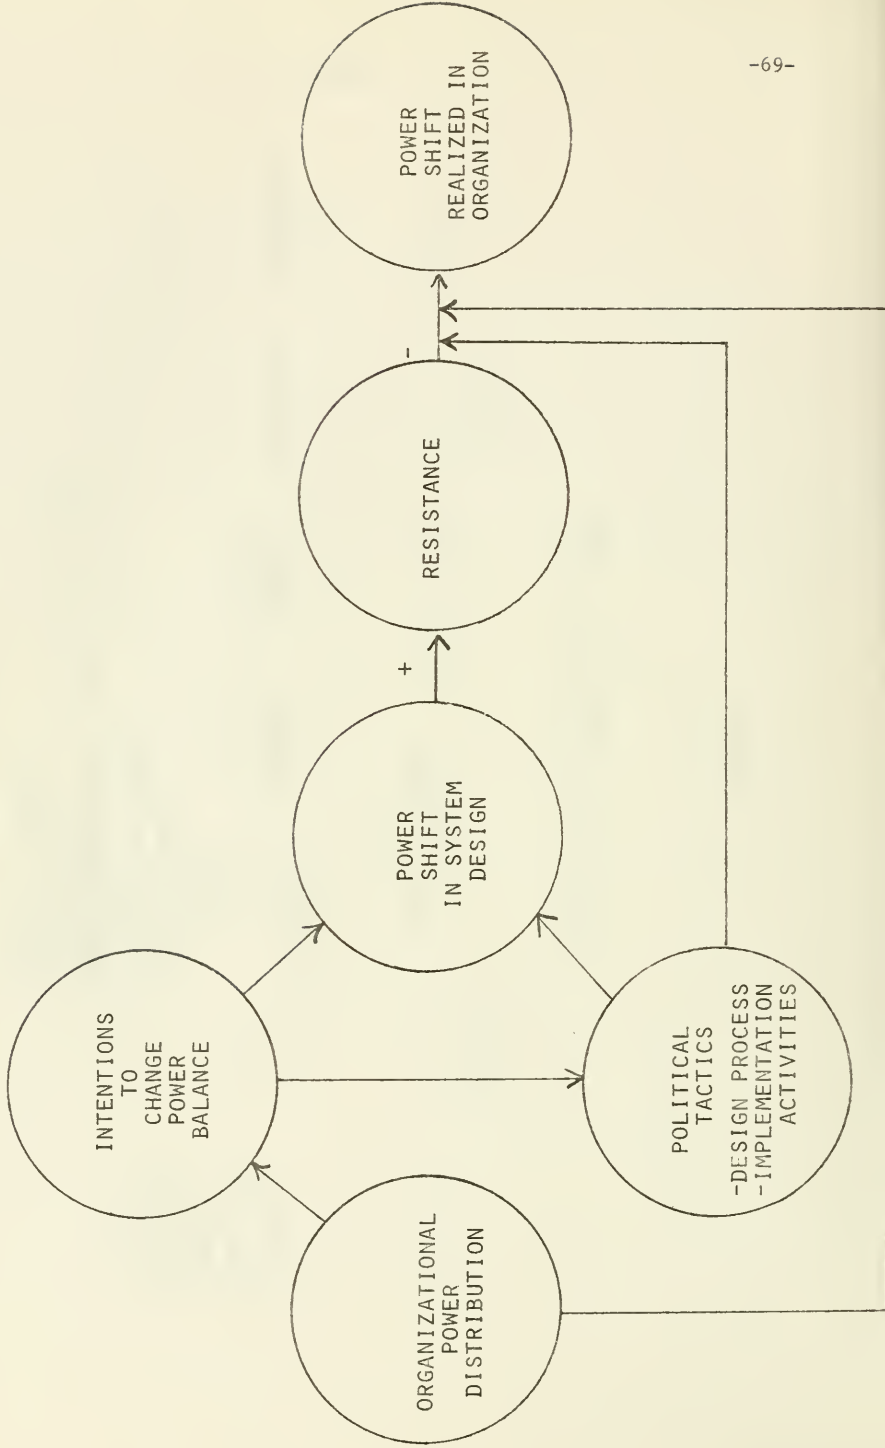 -69-
INTENTIONS
TO
CHANGE
POWER
BALANCE
ORGANIZATIONAL
POWER
DISTRIBUTION
POLITICAL
TACTICS
-DESIGN PROCESS
-IMPLEMENTATION
ACTIVITIES
POWER
SHIFT
IN SYSTEM
DESIGN
+
RESISTANCE
-
POWER
SHIFT
REALIZED IN
ORGANIZATION